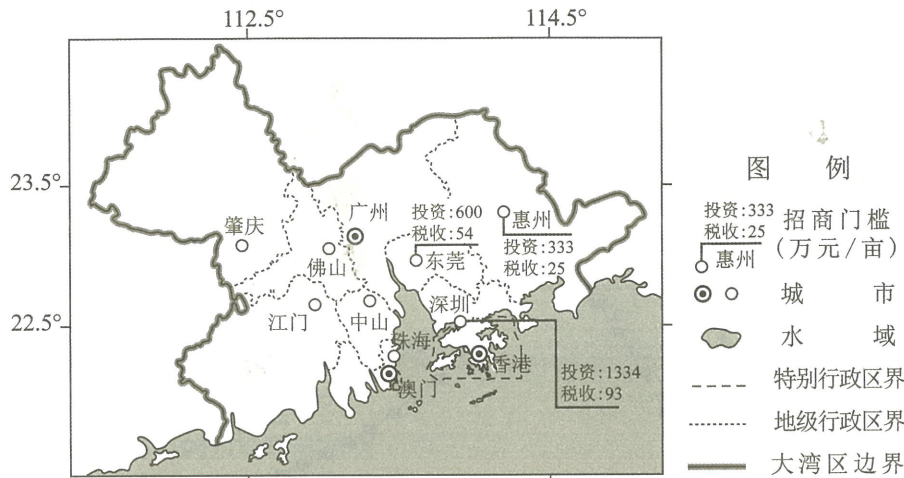 112.5°
114.5°
23.5°
22.5°
肇庆
广州
佛山
投资:600
税收:54
东莞
惠州
投资:333
税收:25
江门
中山
深圳
珠海
香港
澳门
投资:1334
税收:93
图 例
投资:333
税收:25
惠州
招商门槛
(万元/亩)
城 市
水 域
特别行政区界
地级行政区界
大湾区边界